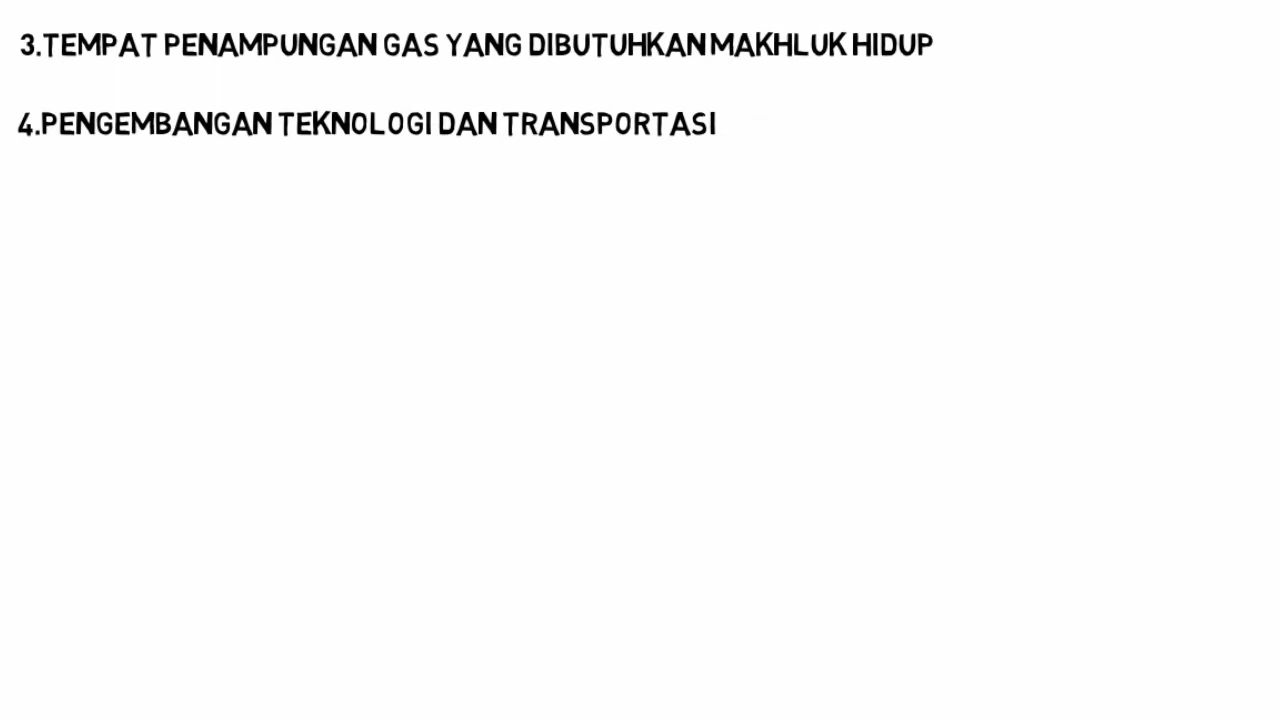 3.TEMPAT PENAMPUNGAN GAS YANG DIBUTUHKAN MAKHLUK HIDUP
4.PENGEMBANGAN TEKNOLOGI DAN TRANSPORTASI